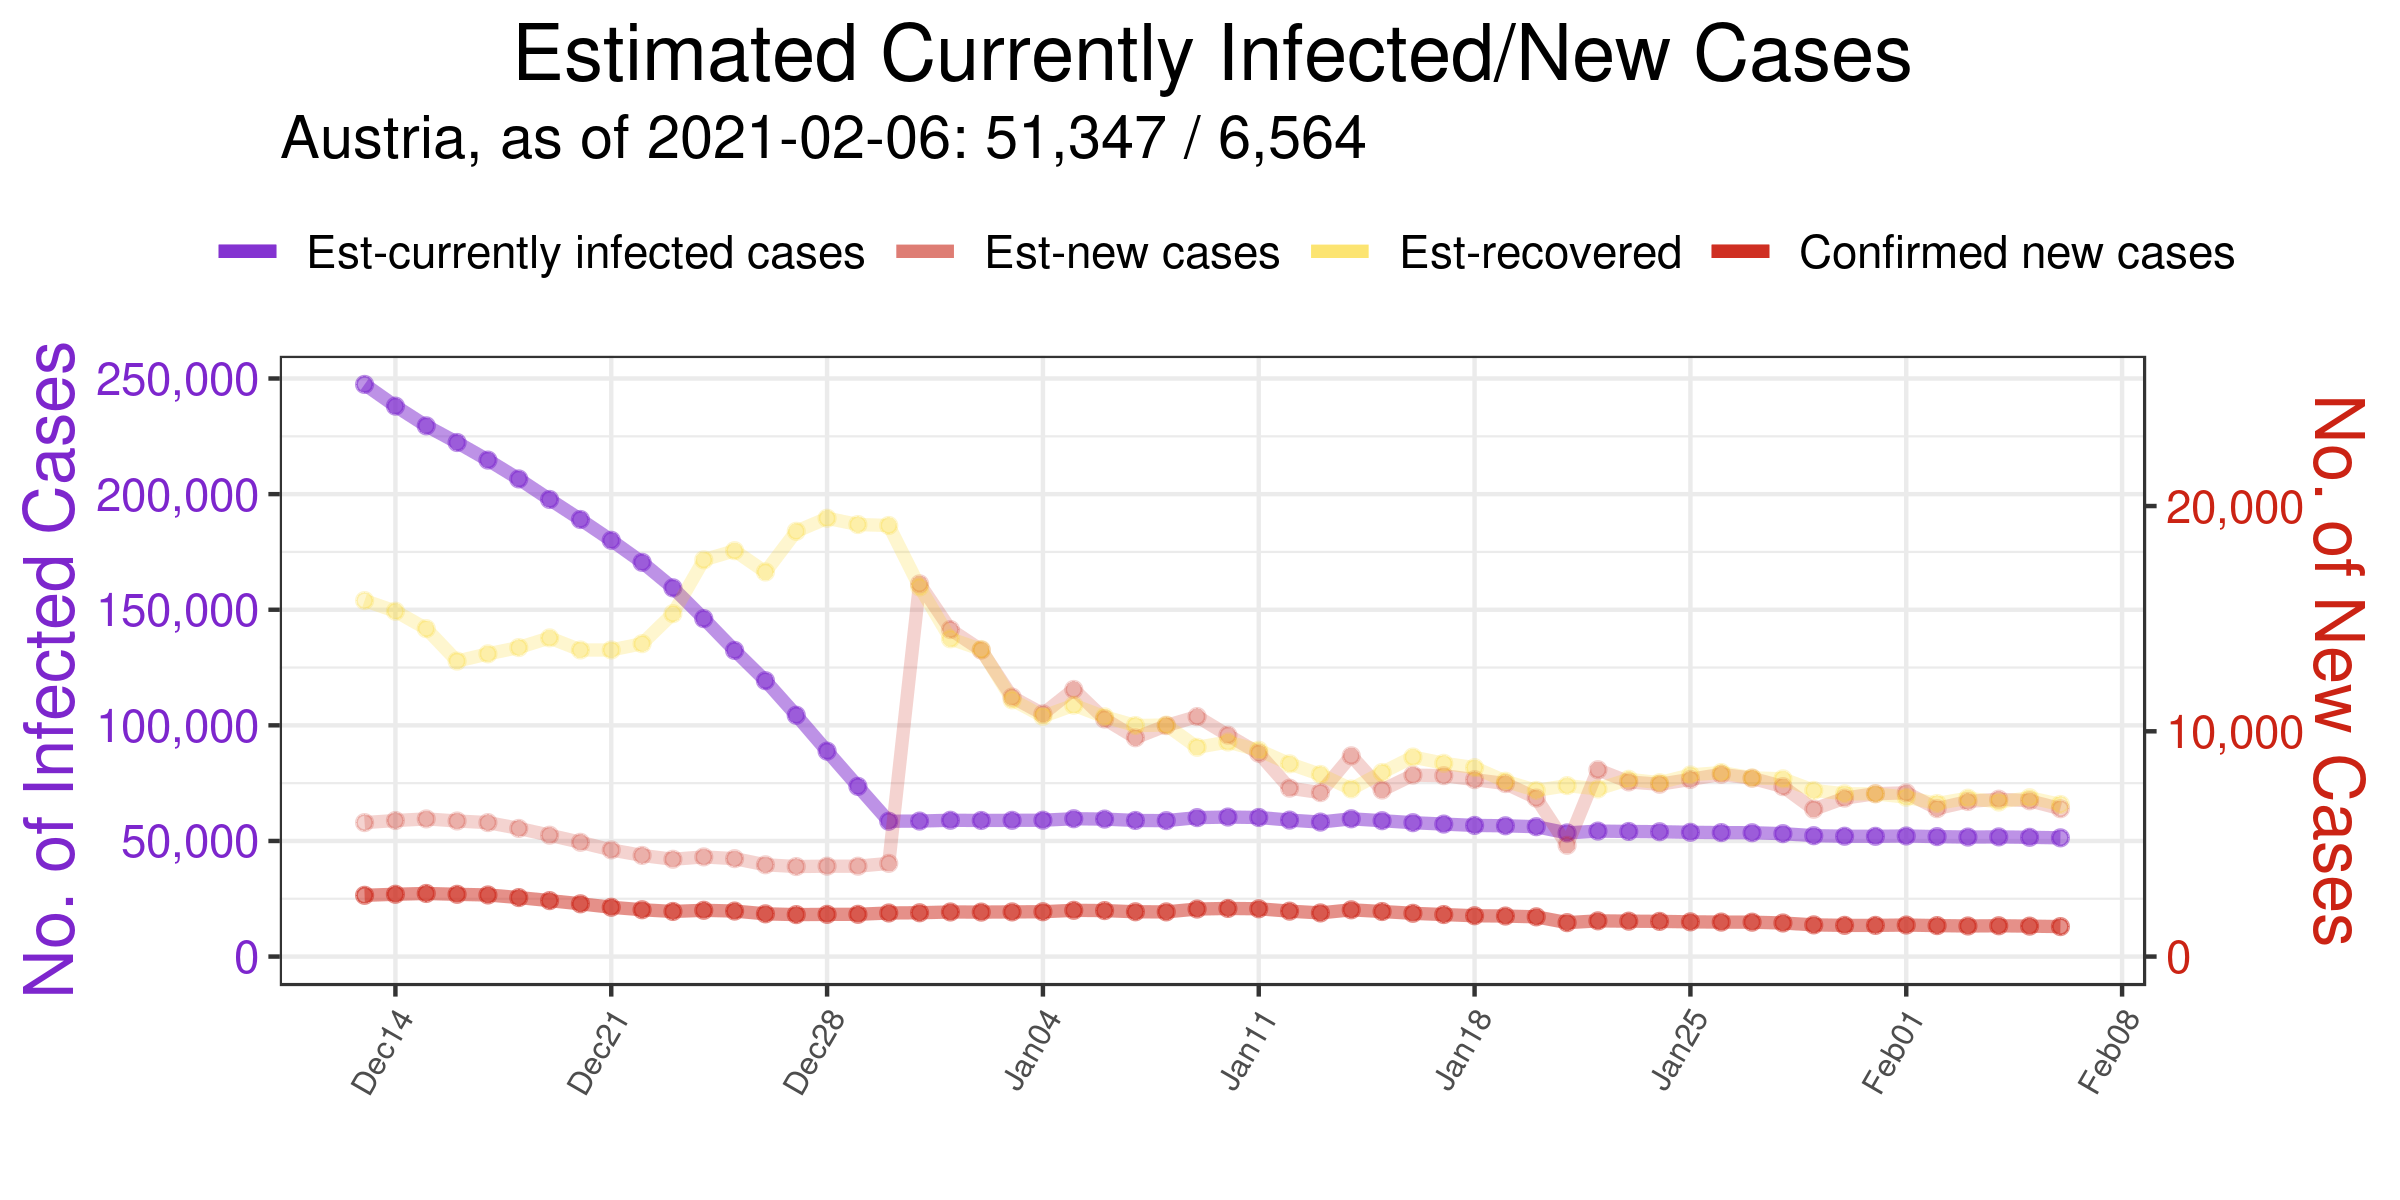 Estimated Currently Infected/New Cases
Austria, as of 2021-02-06: 51,347 / 6,564
Est-currently infected cases Est-new cases Est-recovered Confirmed new cases
No. of Infected Cases
250,000
200,000
150,000
100,000
50,000
0
20,000
10,000
0
No. of New Cases
Dec14 Dec21 Dec28 Jan04 Jan11 Jan18 Jan25 Feb01 Feb08